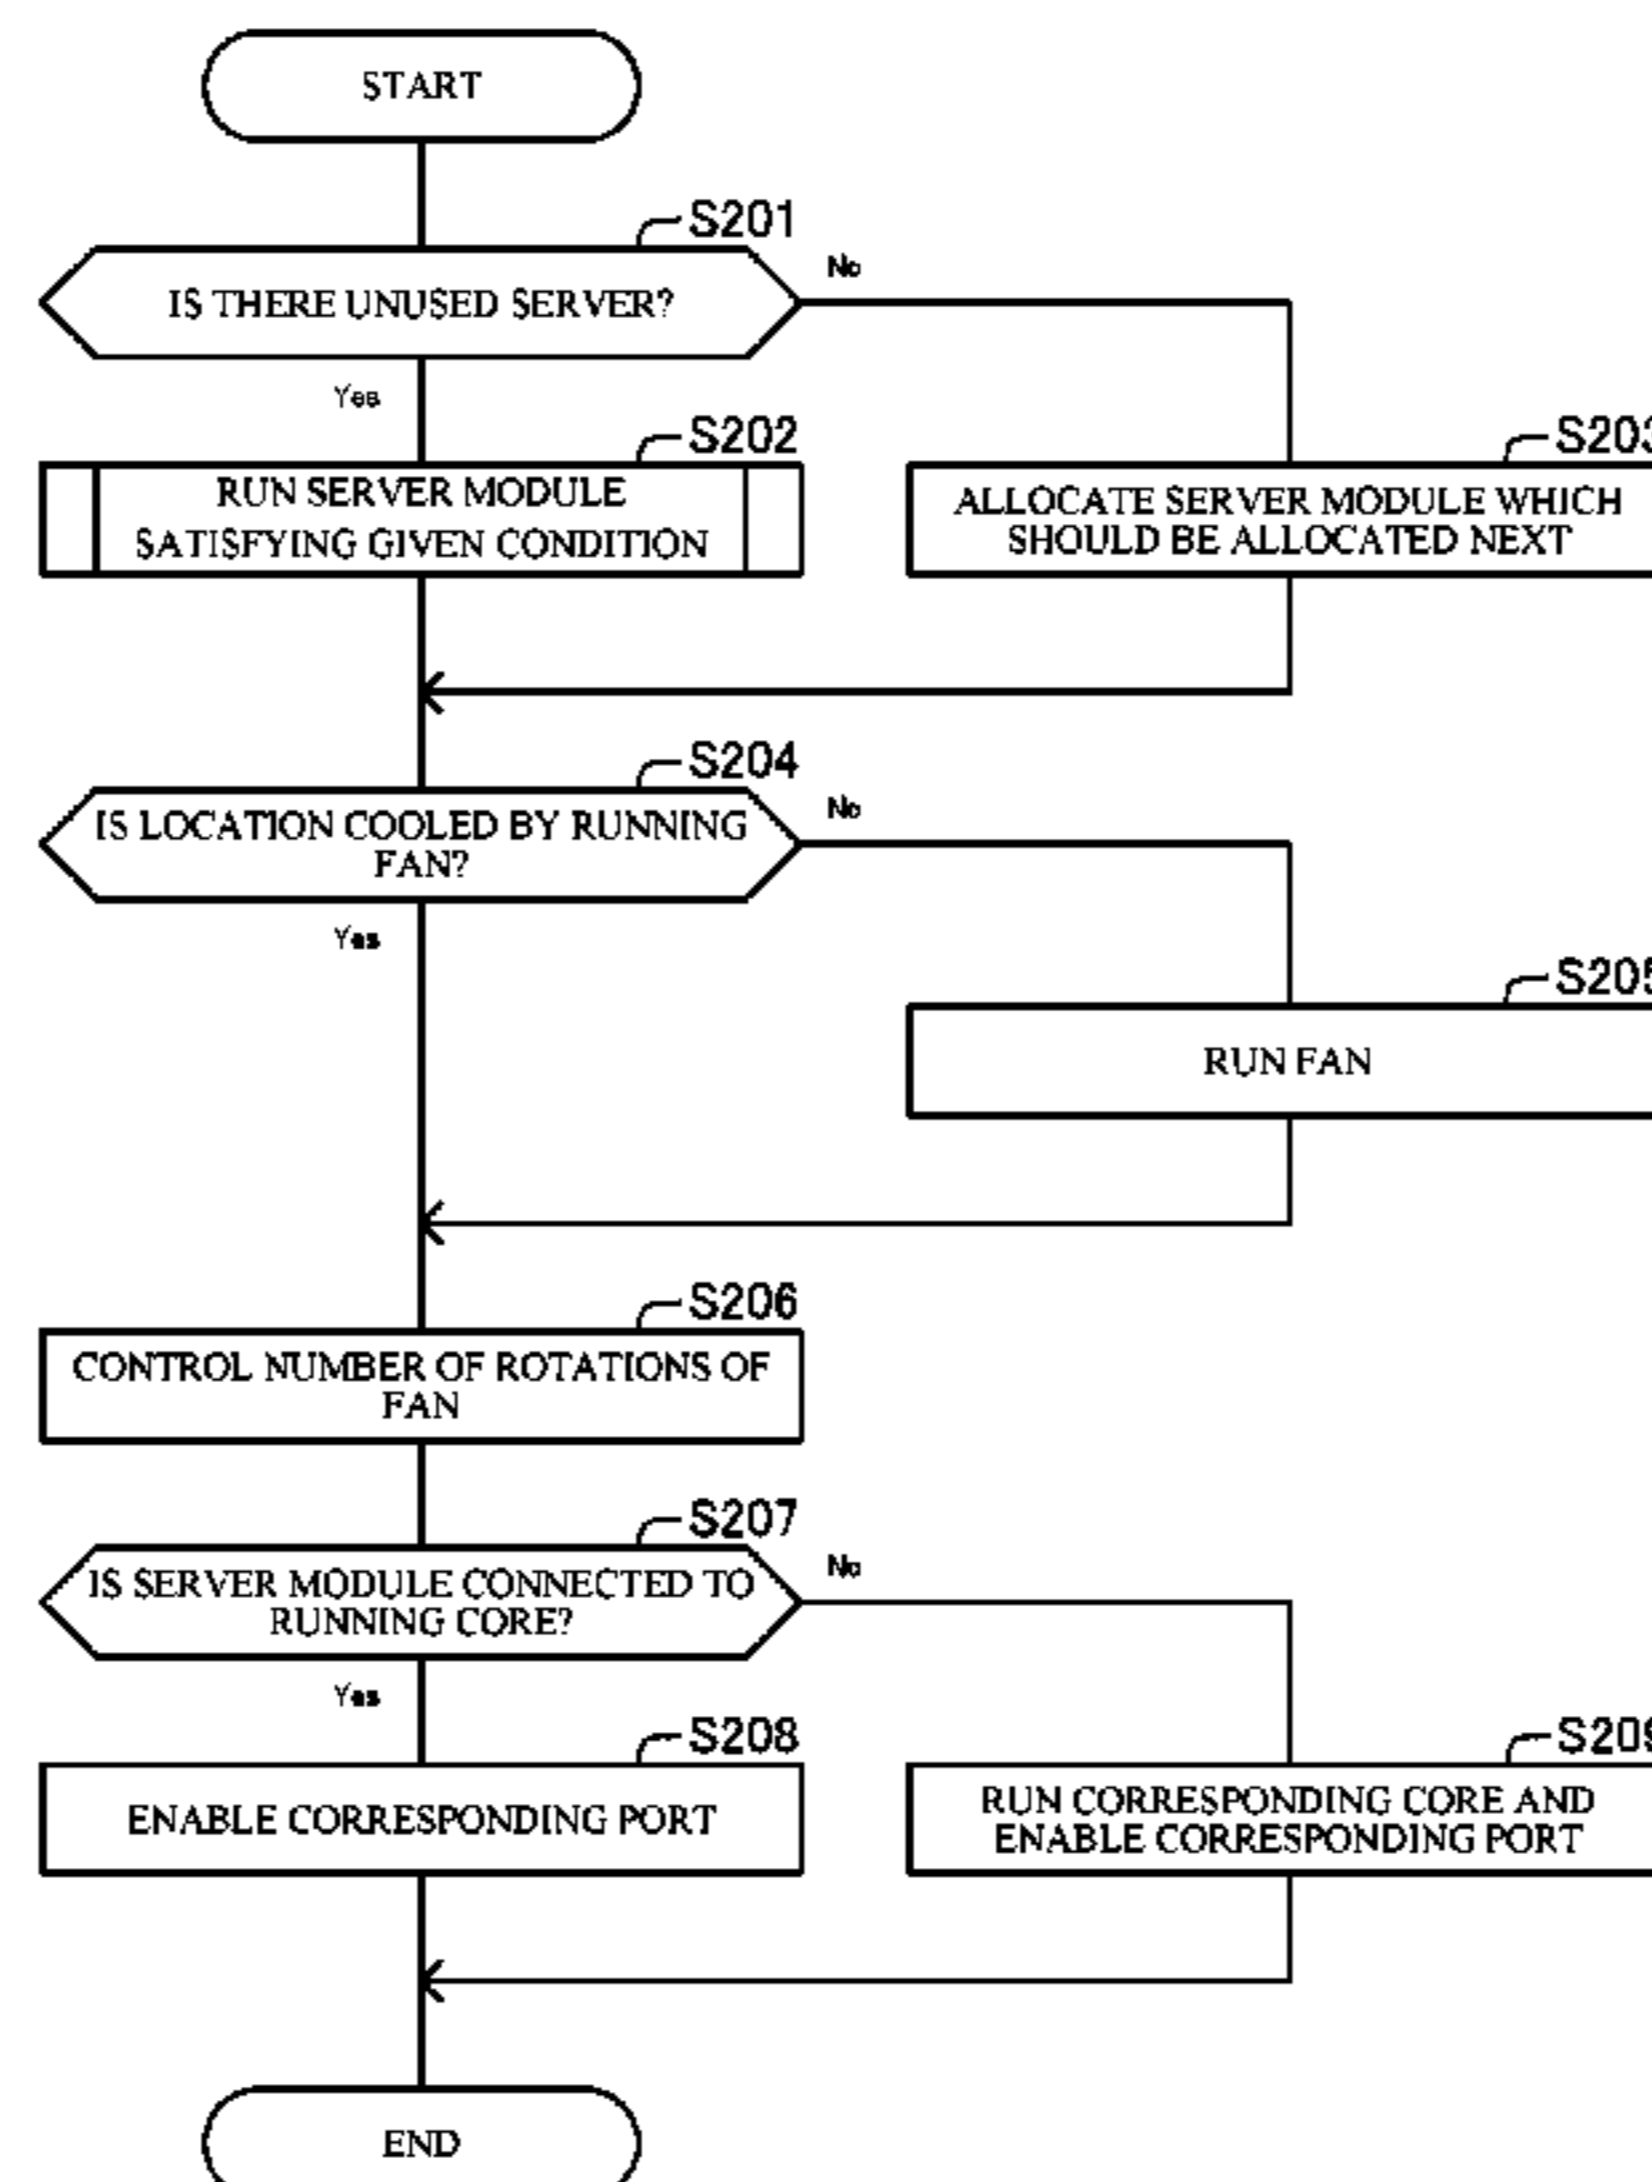 START
S201
IS THERE UNUSED SERVER?
No
Yes
S202
RUN SERVER MODULE
SATISFYING GIVEN CONDITION
S203
ALLOCATE SERVER MODULE WHICH
SHOULD BE ALLOCATED NEXT
S204
IS LOCATION COOLED BY RUNNING
FAN?
No
Yes
S205
RUN FAN
S206
CONTROL NUMBER OF ROTATIONS OF
FAN
S207
IS SERVER MODULE CONNECTED TO
RUNNING CORE?
No
Yes
S208
ENABLE CORRESPONDING PORT
S209
RUN CORRESPONDING CORE AND
ENABLE CORRESPONDING PORT
END